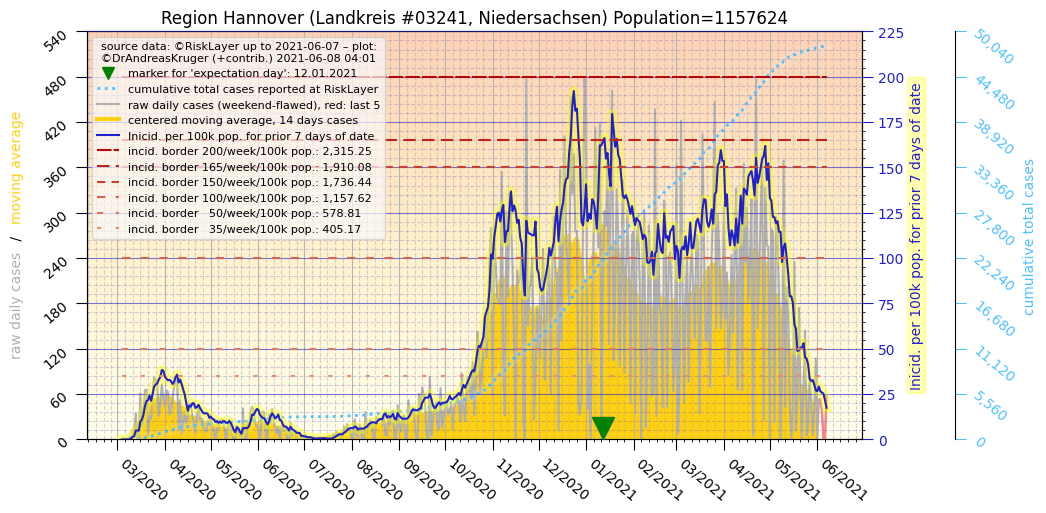 Region Hannover (Landkreis #03241, Niedersachsen) Population=1157624
source data: ©RiskLayer up to 2021-06-07 – plot:
©DrAndreasKruger (+contrib.) 2021-06-08 04:01
marker for 'expectation day': 12.01.2021
cumulative total cases reported at RiskLayer
raw daily cases (weekend-flawed), red: last 5
centered moving average, 14 days cases
Inicid. per 100k pop. for prior 7 days of date
incid. border 200/week/100k pop.: 2,315.25
incid. border 165/week/100k pop.: 1,910.08
incid. border 150/week/100k pop.: 1,736.44
incid. border 100/week/100k pop.: 1,157.62
incid. border   50/week/100k pop.: 578.81
incid. border   35/week/100k pop.: 405.17
raw daily cases / moving average
540
480
420
360
300
240
180
120
60
0
03/2020
04/2020
05/2020
06/2020
07/2020
08/2020
09/2020
10/2020
11/2020
12/2020
01/2021
02/2021
03/2021
04/2021
05/2021
06/2021
225
200
175
150
125
100
75
50
25
0
Inicid. per 100k pop. for prior 7 days of date
50,040
44,480
38,920
33,360
27,800
22,240
16,680
11,120
5,560
0
cumulative total cases